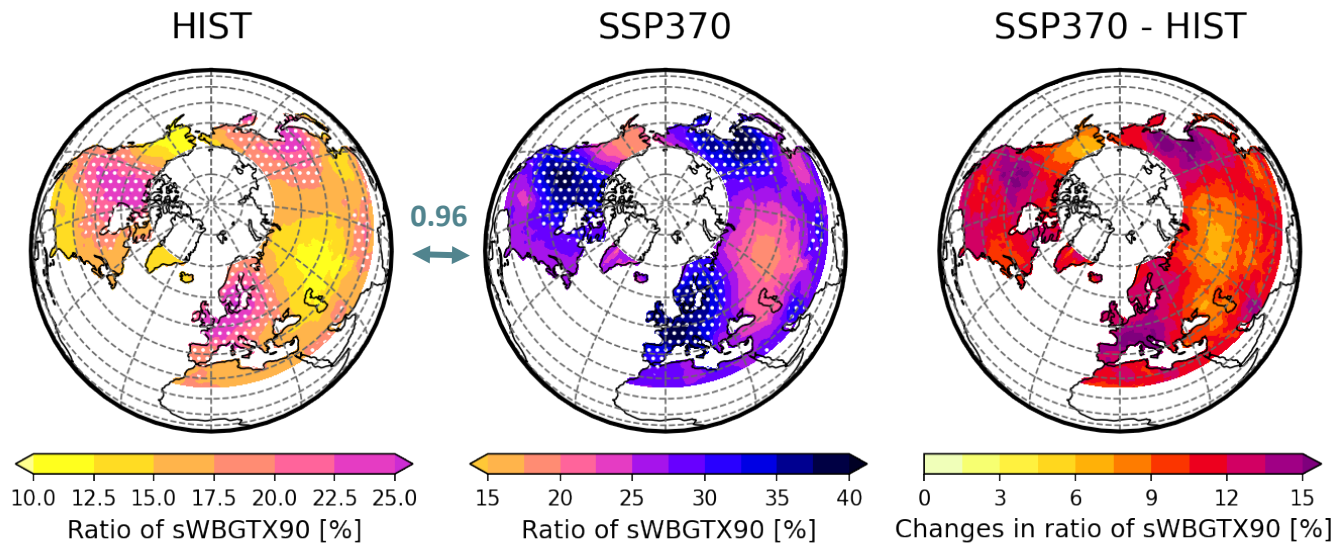 HIST
SSP370
SSP370 - HIST
0.96
10.0 12.5 15.0 17.5 20.0 22.5 25.0
Ratio of sWBGTX90 [%]
15 20 25 30 35 40
Ratio of sWBGTX90 [%]
0 3 6 9 12 15
Changes in ratio of sWBGTX90 [%]